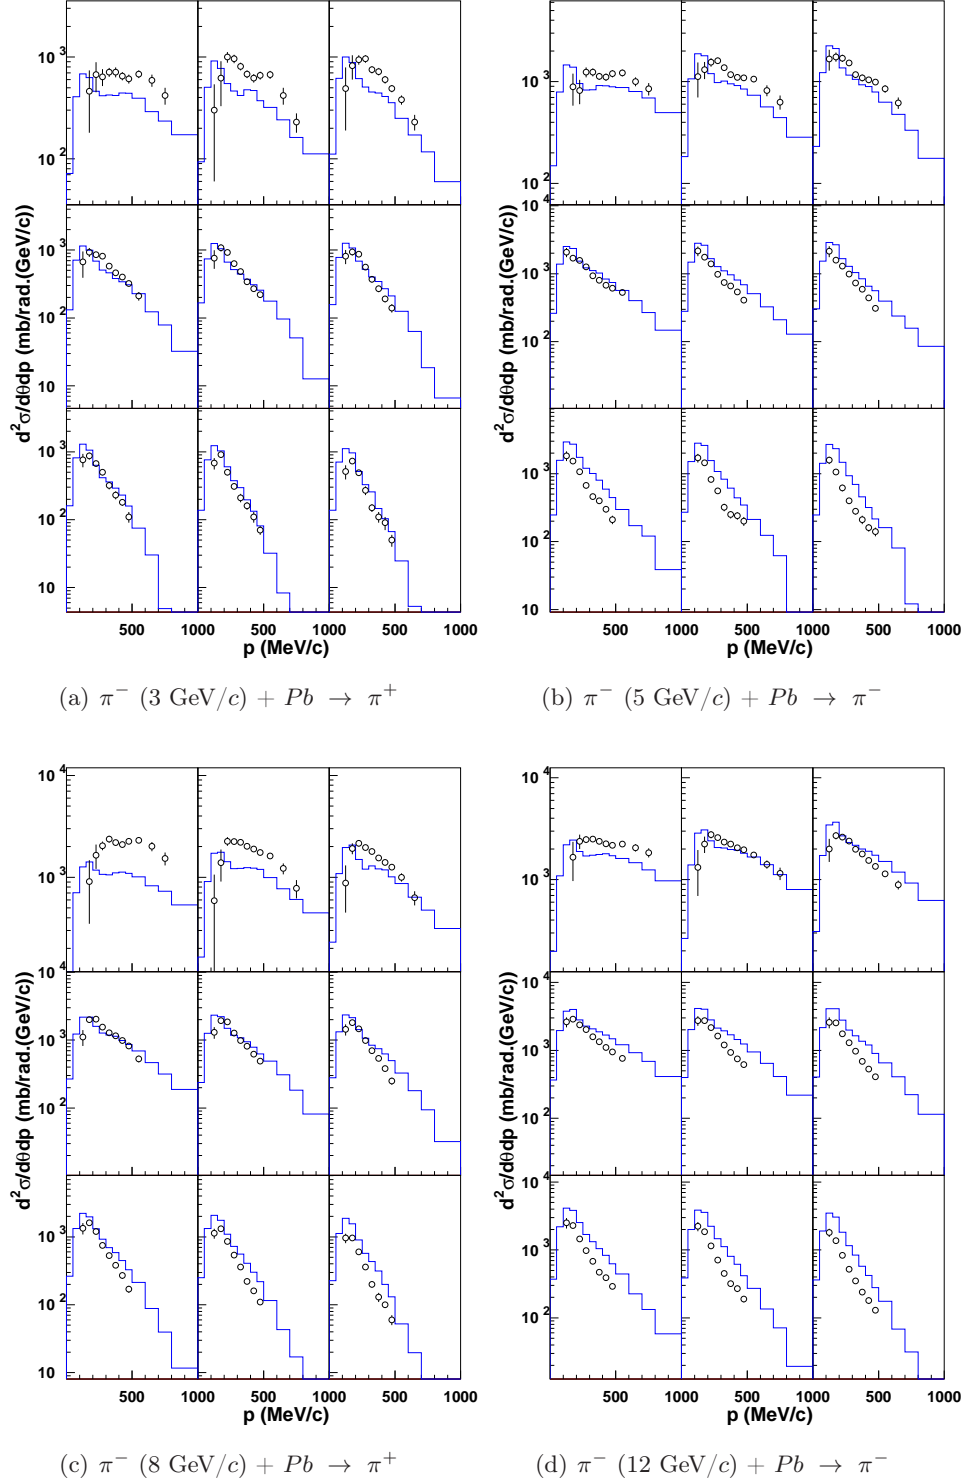 10³
10²
10³
10²
10
10³
10²
10
d²σ/dθdp (mb/rad.(GeV/c))
500 1000 500 1000 500 1000
p (MeV/c)
(a) π⁻ (3 GeV/c) + Pb → π⁺
10³
10²
10⁴
10⁴
10³
10²
10³
10²
10
d²σ/dθdp (mb/rad.(GeV/c))
500 1000 500 1000 500 1000
p (MeV/c)
(b) π⁻ (5 GeV/c) + Pb → π⁻
10⁴
10³
10⁴
10⁴
10³
10²
10³
10²
10
d²σ/dθdp (mb/rad.(GeV/c))
500 1000 500 1000 500 1000
p (MeV/c)
(c) π⁻ (8 GeV/c) + Pb → π⁺
10⁴
10³
10⁴
10³
10²
10⁴
10³
10²
d²σ/dθdp (mb/rad.(GeV/c))
500 1000 500 1000 500 1000
p (MeV/c)
(d) π⁻ (12 GeV/c) + Pb → π⁻